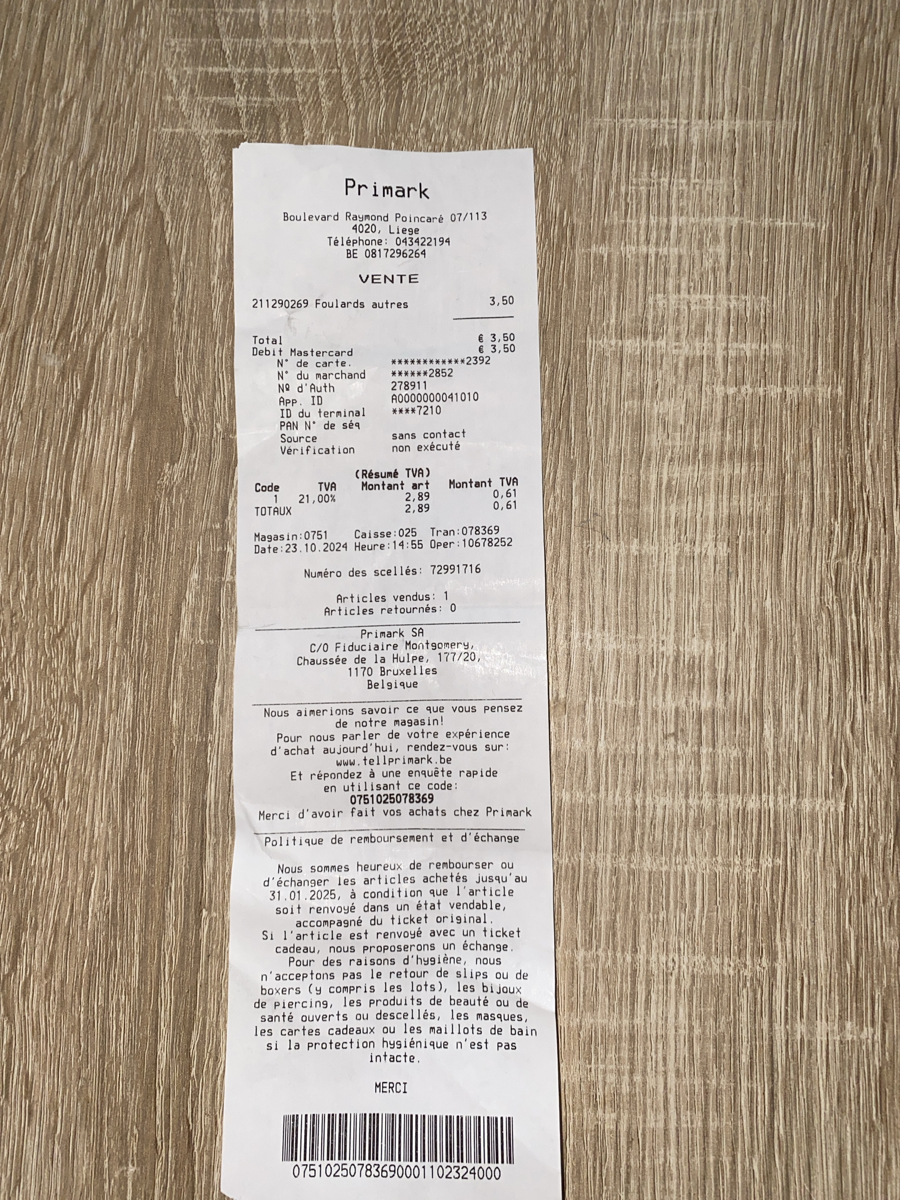 Primark
Boulevard Raymond Poincaré 07/113
4020, Liege
Téléphone: 043422194
BE 0817296264
VENTE
211290269 Foulards autres 3,50
Total € 3,50
Debit Mastercard € 3,50
N° de carte. ************2392
N° du marchand ******2852
Nº d'Auth 278911
App. ID A0000000041010
ID du terminal ****7210
PAN N° de séq
Source sans contact
Vérification non exécuté
(Résumé TVA)
Code TVA Montant art Montant TVA
1 21,00% 2,89 0,61
TOTAUX 2,89 0,61
Magasin:0751 Caisse:025 Tran:078369
Date:23.10.2024 Heure:14:55 Oper:10678252
Numéro des scellés: 72991716
Articles vendus: 1
Articles retournés: 0
Primark SA
C/O Fiduciaire Montgomery,
Chaussée de la Hulpe, 177/20,
1170 Bruxelles
Belgique
Nous aimerions savoir ce que vous pensez
de notre magasin!
Pour nous parler de votre expérience
d'achat aujourd'hui, rendez-vous sur:
www.tellprimark.be
Et répondez à une enquête rapide
en utilisant ce code:
0751025078369
Merci d'avoir fait vos achats chez Primark
Politique de remboursement et d'échange
Nous sommes heureux de rembourser ou
d'échanger les articles achetés jusqu'au
31.01.2025, à condition que l'article
soit renvoyé dans un état vendable,
accompagné du ticket original.
Si l'article est renvoyé avec un ticket
cadeau, nous proposerons un échange.
Pour des raisons d'hygiène, nous
n'acceptons pas le retour de slips ou de
boxers (y compris les lots), les bijoux
de piercing, les produits de beauté ou de
santé ouverts ou descellés, les masques,
les cartes cadeaux ou les maillots de bain
si la protection hygiénique n'est pas
intacte.
MERCI
07510250783690001102324000